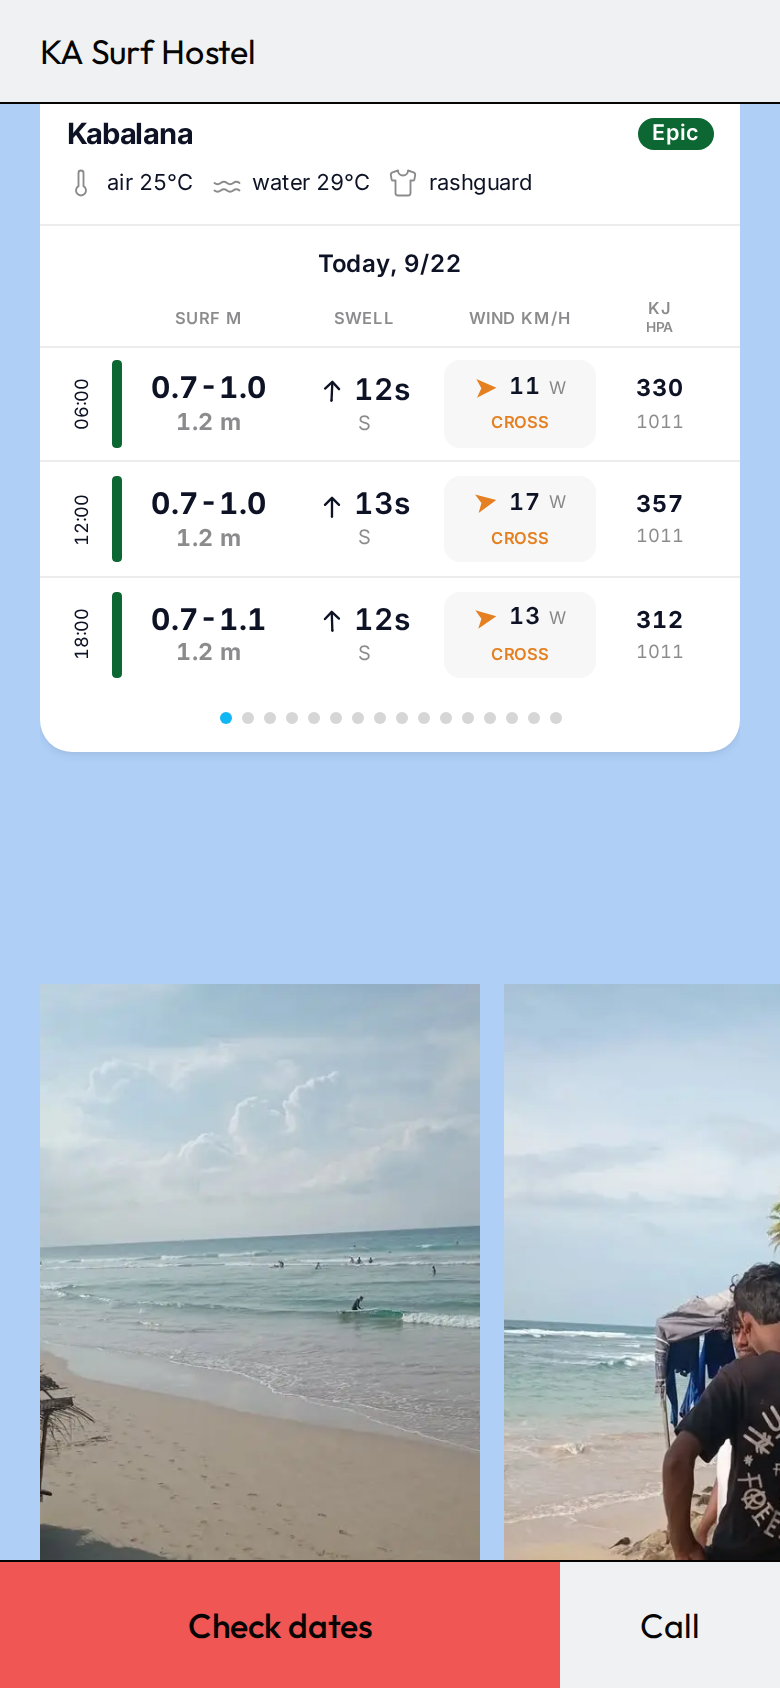 KA Surf Hostel
Kabalana
Epic
air 25°C water 29°C rashguard
Today, 9/22
SURF M SWELL WIND KM/H KJ
HPA
06:00
0.7-1.0 12s 11 W 330
1.2 m S CROSS 1011
12:00
0.7-1.0 13s 17 W 357
1.2 m S CROSS 1011
18:00
0.7-1.1 12s 13 W 312
1.2 m S CROSS 1011
Check dates
Call